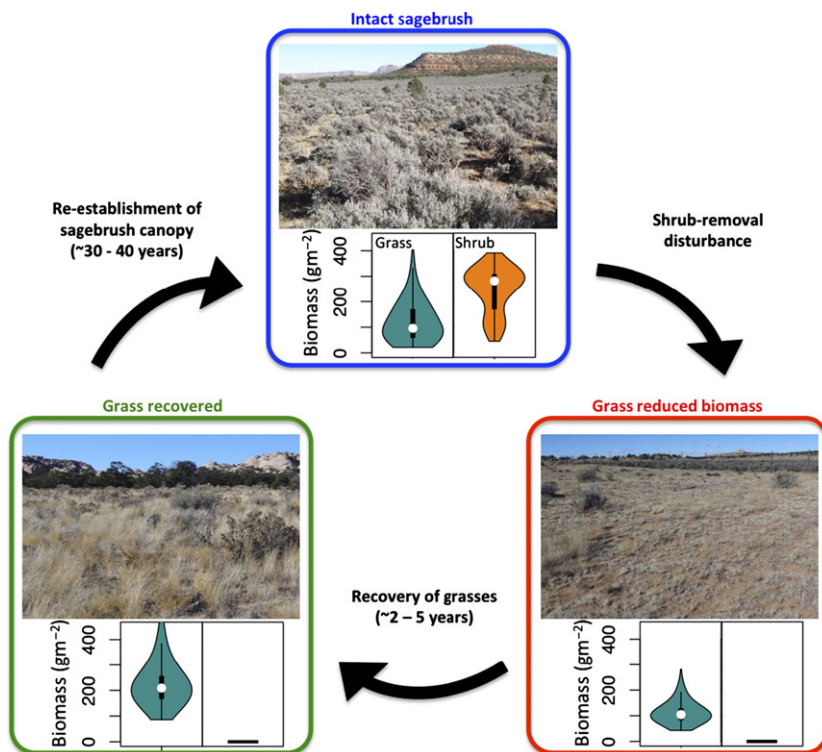 Intact sagebrush
Re-establishment of
sagebrush canopy
(~30 - 40 years)
Shrub-removal
disturbance
Grass
Shrub
Biomass (gm⁻²)
400
200
0
Grass recovered
Grass reduced biomass
Recovery of grasses
(~2 – 5 years)
Biomass (gm⁻²)
400
200
0
Biomass (gm⁻²)
400
200
0